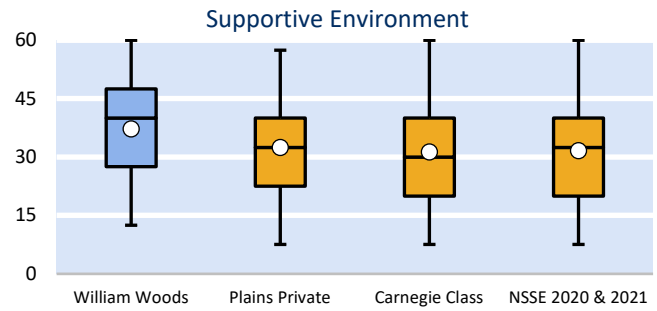 Supportive Environment
60
45
30
15
0
William Woods Plains Private Carnegie Class NSSE 2020 & 2021